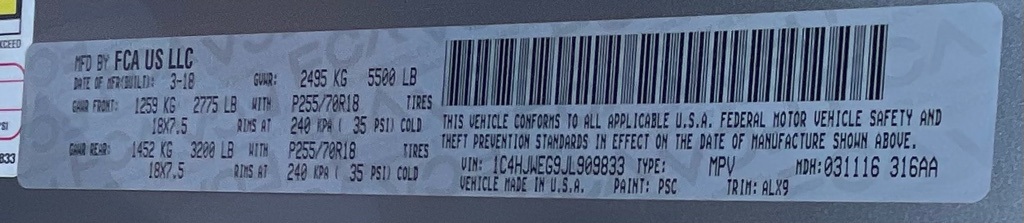 XCEED
833
MFD BY FCA US LLC
DATE OF MFR(BUILT): 3-18 GVWR: 2495 KG 5500 LB
GAWR FRONT: 1259 KG 2775 LB WITH P255/70R18 TIRES
18X7.5 RIMS AT 240 KPA ( 35 PSI) COLD
GAWR REAR: 1452 KG 3200 LB WITH P255/70R18 TIRES
18X7.5 RIMS AT 240 KPA ( 35 PSI) COLD
THIS VEHICLE CONFORMS TO ALL APPLICABLE U.S.A. FEDERAL MOTOR VEHICLE SAFETY AND
THEFT PREVENTION STANDARDS IN EFFECT ON THE DATE OF MANUFACTURE SHOWN ABOVE.
VIN: 1C4HJWEG9JL909833 TYPE: MPV MDH:031116 316AA
VEHICLE MADE IN U.S.A. PAINT: PSC TRIM: ALX9